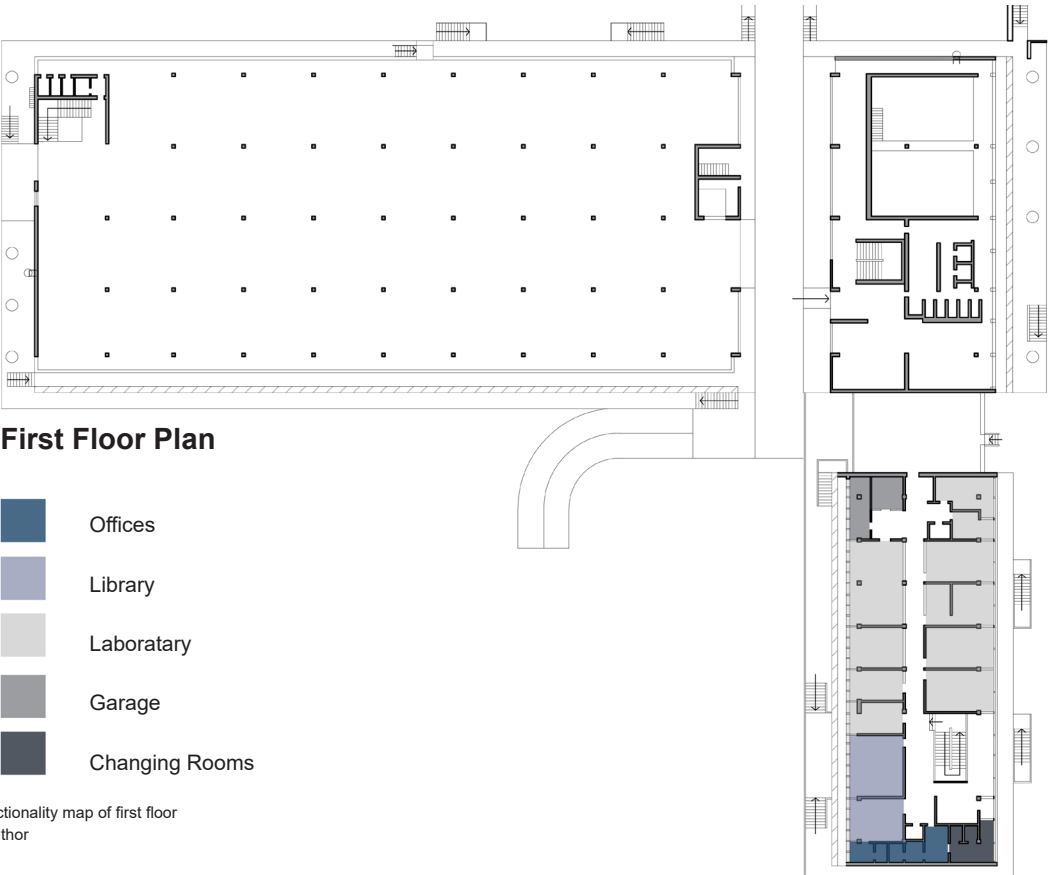 First Floor Plan
Offices
Library
Laboratary
Garage
Changing Rooms
ctionality map of first floor
thor